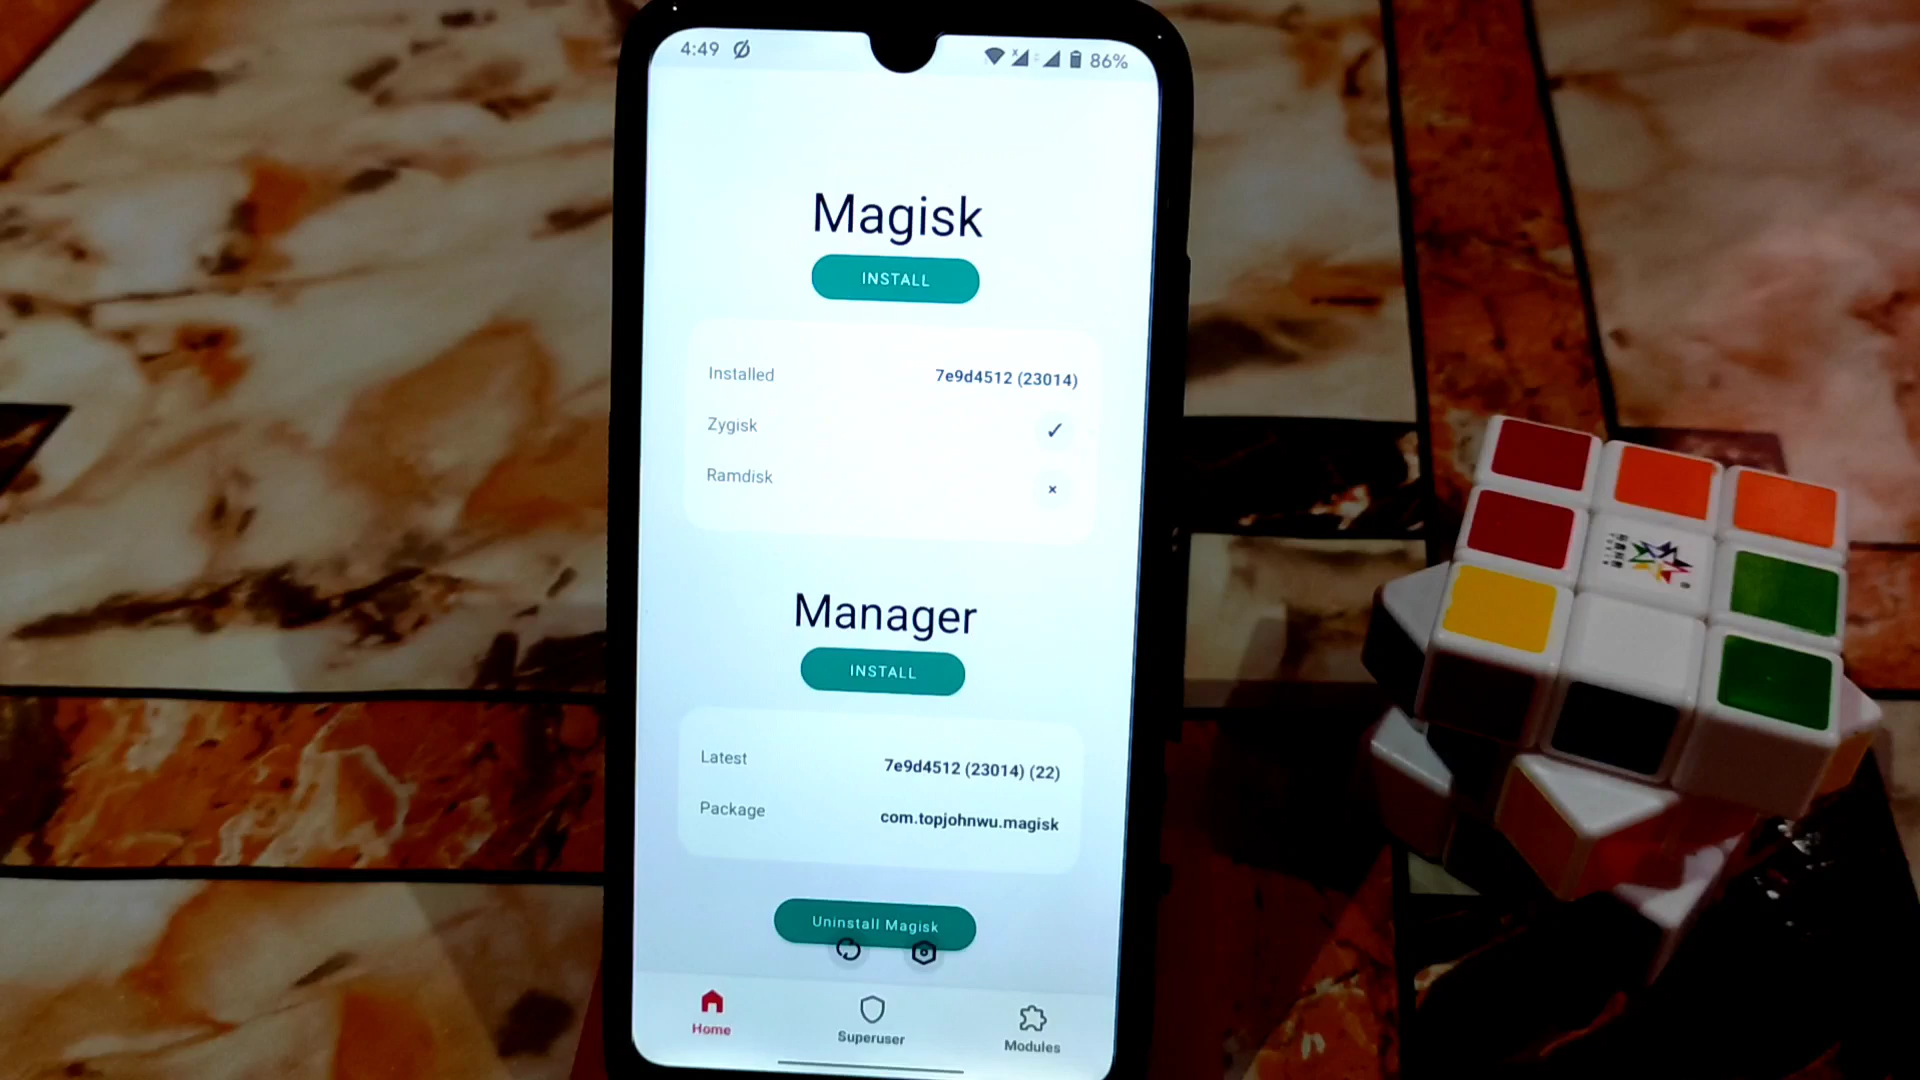 4:49 86%
Magisk
INSTALL
Installed 7e9d4512 (23014)
Zygisk
Ramdisk
Manager
INSTALL
Latest 7e9d4512 (23014) (22)
Package com.topjohnwu.magisk
Uninstall Magisk
Home Superuser Modules